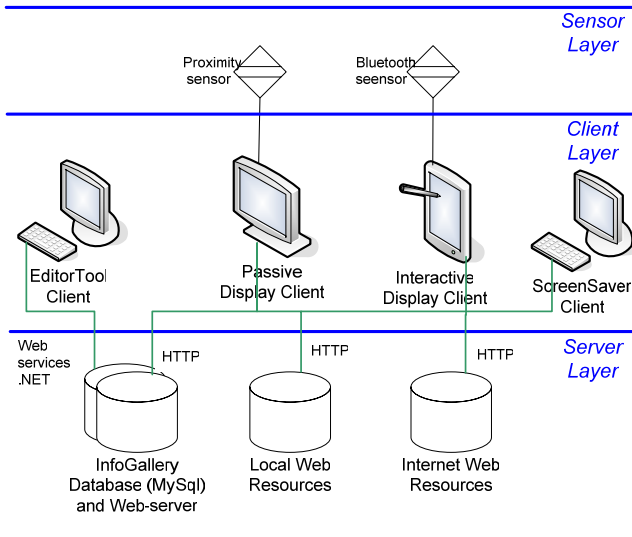 Sensor
Layer
Proximity
sensor
Bluetooth
seensor
Client
Layer
EditorTool
Client
Passive
Display Client
Interactive
Display Client
ScreenSaver
Client
Web
services
.NET
HTTP
HTTP
HTTP
Server
Layer
InfoGallery
Database (MySql)
and Web-server
Local Web
Resources
Internet Web
Resources